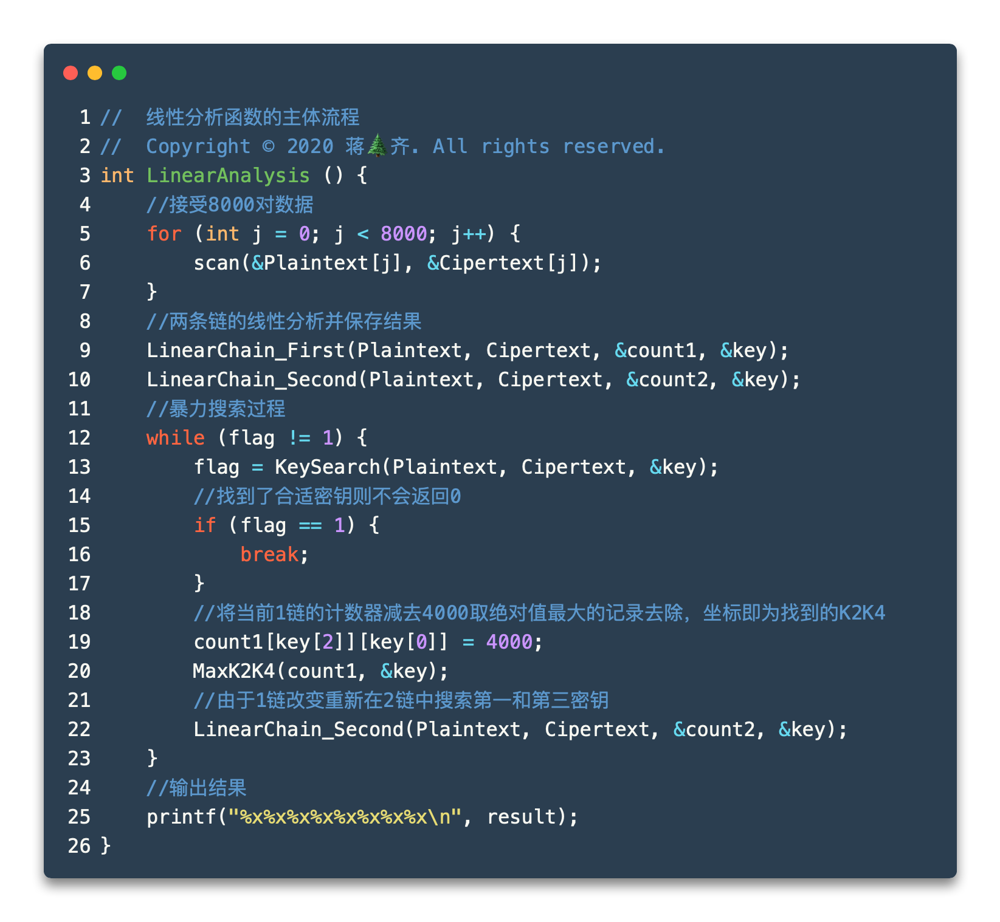 1 //  线性分析函数的主体流程
2 //  Copyright © 2020 蒋🌲齐. All rights reserved.
3 int LinearAnalysis () {
4     //接受8000对数据
5     for (int j = 0; j < 8000; j++) {
6         scan(&Plaintext[j], &Cipertext[j]);
7     }
8     //两条链的线性分析并保存结果
9     LinearChain_First(Plaintext, Cipertext, &count1, &key);
10     LinearChain_Second(Plaintext, Cipertext, &count2, &key);
11     //暴力搜索过程
12     while (flag != 1) {
13         flag = KeySearch(Plaintext, Cipertext, &key);
14         //找到了合适密钥则不会返回0
15         if (flag == 1) {
16             break;
17         }
18         //将当前1链的计数器减去4000取绝对值最大的记录去除，坐标即为找到的K2K4
19         count1[key[2]][key[0]] = 4000;
20         MaxK2K4(count1, &key);
21         //由于1链改变重新在2链中搜索第一和第三密钥
22         LinearChain_Second(Plaintext, Cipertext, &count2, &key);
23     }
24     //输出结果
25     printf("%x%x%x%x%x%x%x%x\n", result);
26 }